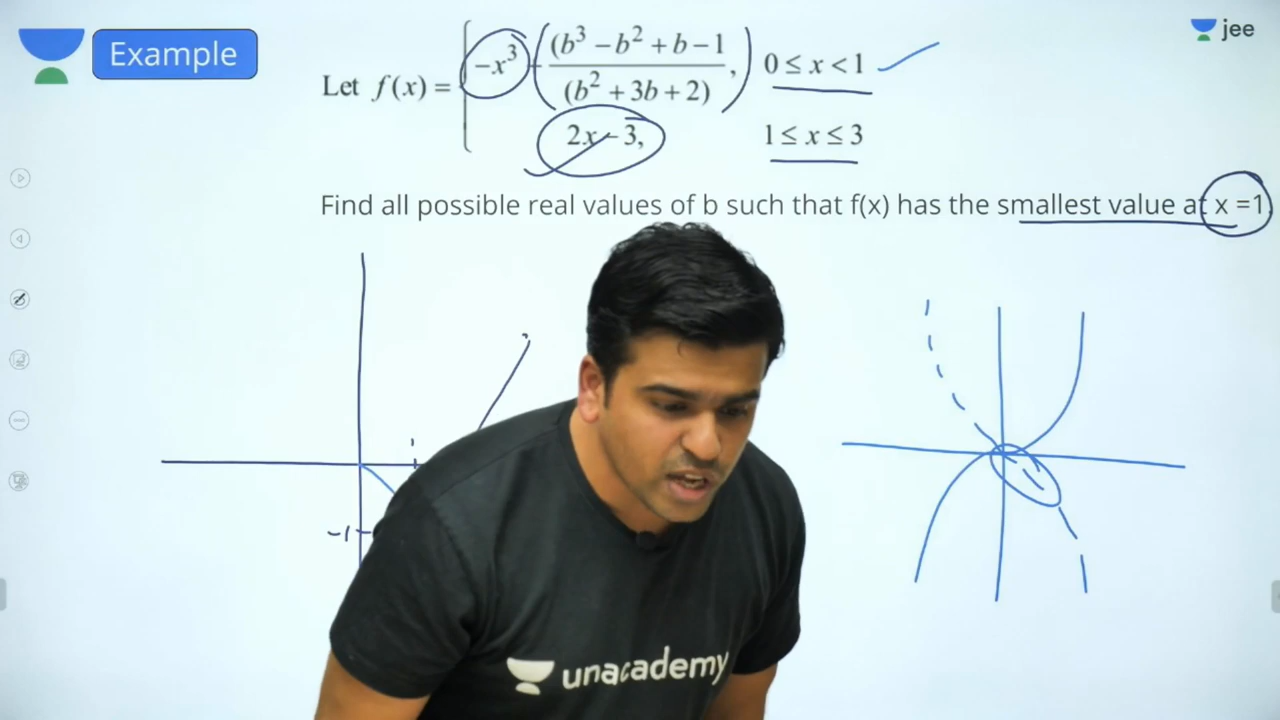 Example
jee
Let f(x) = { -x³ + ( (b³ - b² + b - 1) / (b² + 3b + 2) , ) 0 ≤ x < 1
2x - 3, 1 ≤ x ≤ 3
Find all possible real values of b such that f(x) has the smallest value at x =1
-1
unacademy